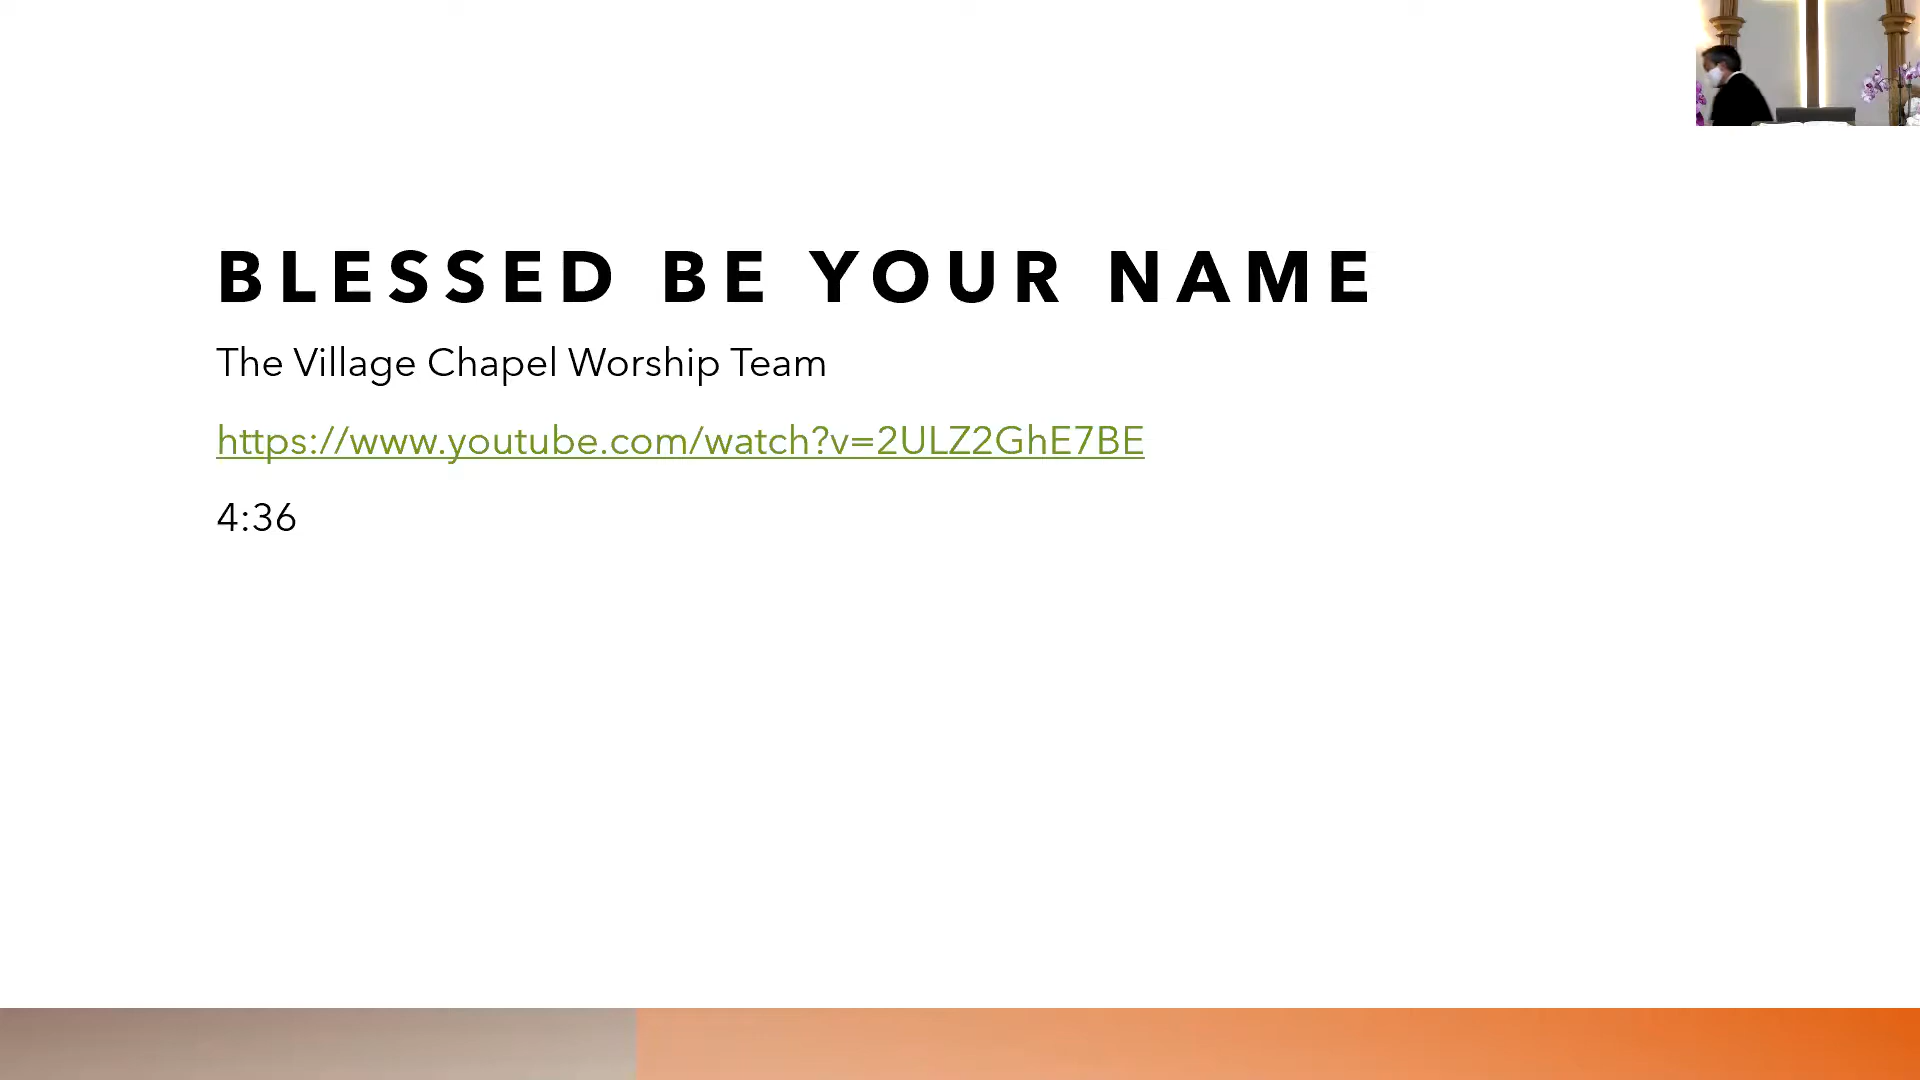 BLESSED BE YOUR NAME
The Village Chapel Worship Team
https://www.youtube.com/watch?v=2ULZ2GhE7BE
4:36